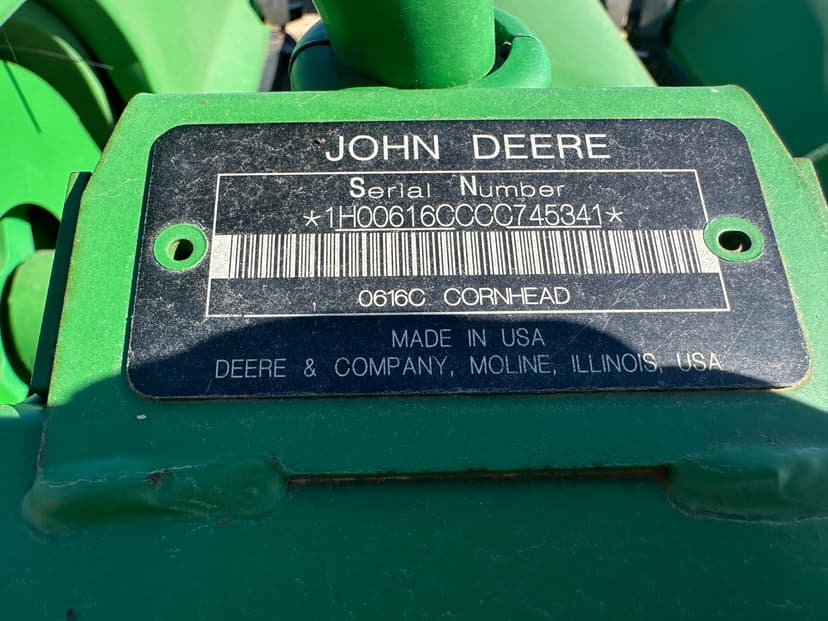 JOHN DEERE
Serial Number
*1H00616CCCC745341*
0616C CORNHEAD
MADE IN USA
DEERE & COMPANY, MOLINE, ILLINOIS, USA